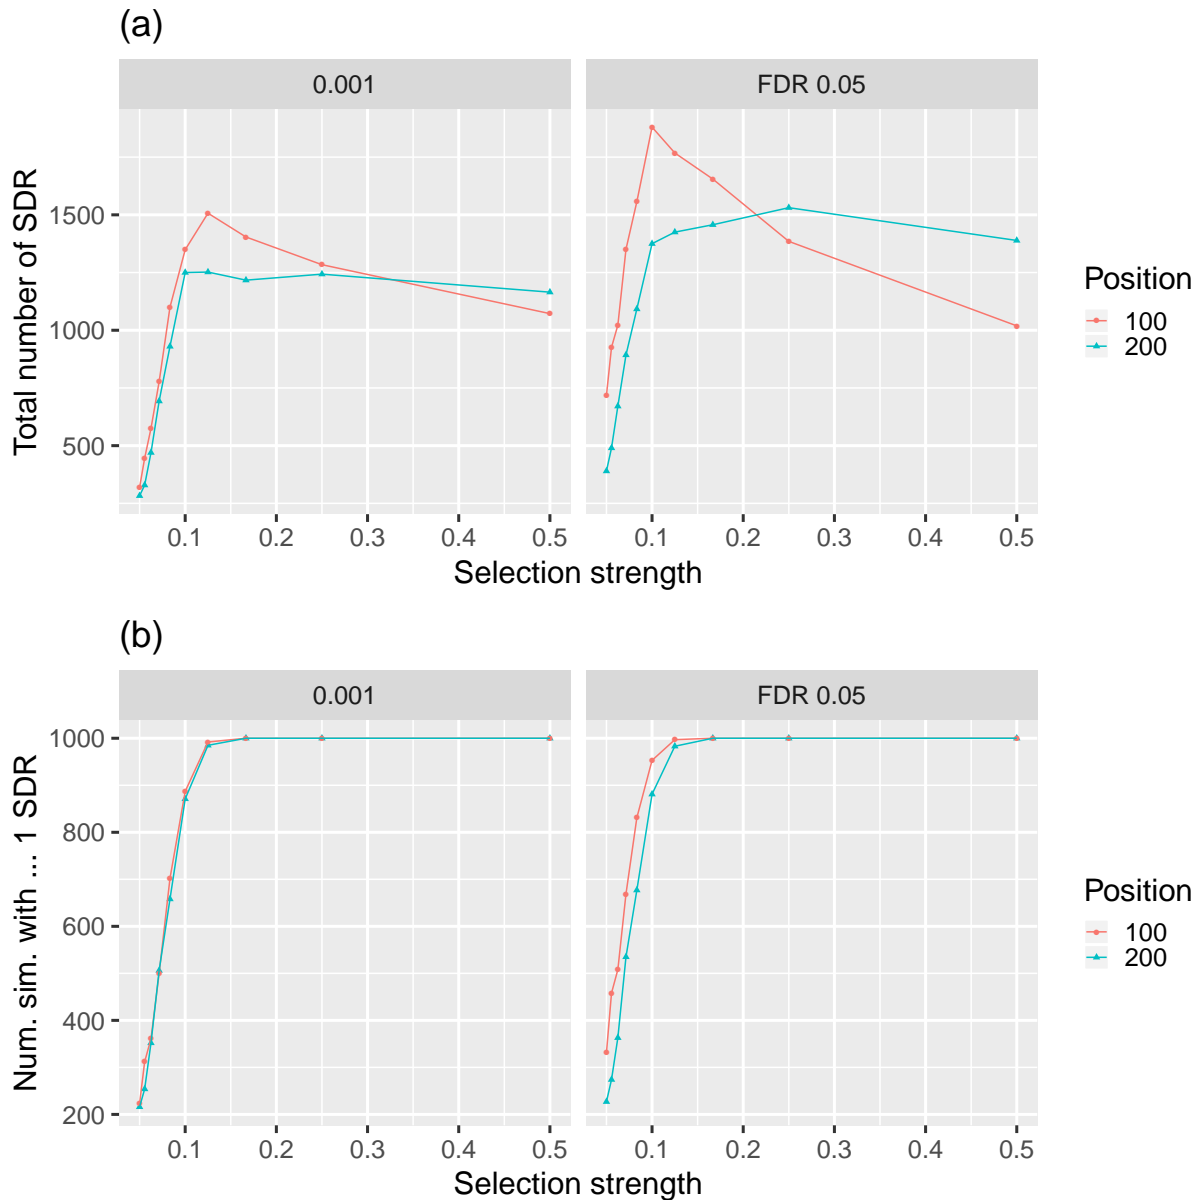 (a)
0.001
FDR 0.05
Total number of SDR
1500
1000
500
0.1 0.2 0.3 0.4 0.5
0.1 0.2 0.3 0.4 0.5
Selection strength
Position
100
200
(b)
0.001
FDR 0.05
Num. sim. with ... 1 SDR
1000
800
600
400
200
0.1 0.2 0.3 0.4 0.5
0.1 0.2 0.3 0.4 0.5
Selection strength
Position
100
200